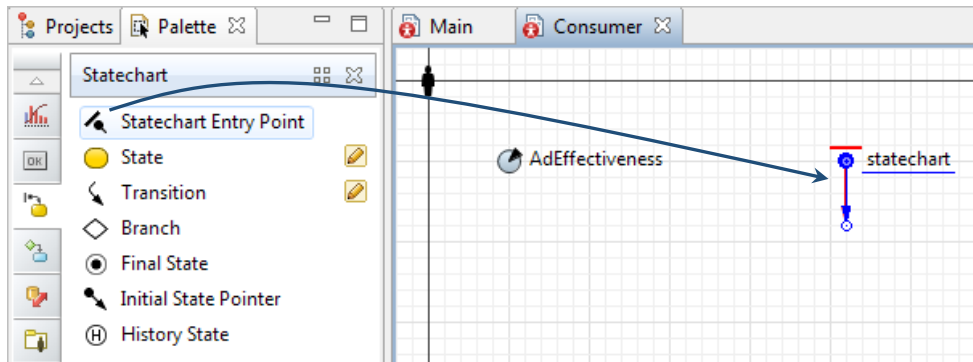 Projects Palette Main Consumer
Statechart
Statechart Entry Point
State
Transition
Branch
Final State
Initial State Pointer
H History State
OK
AdEffectiveness statechart